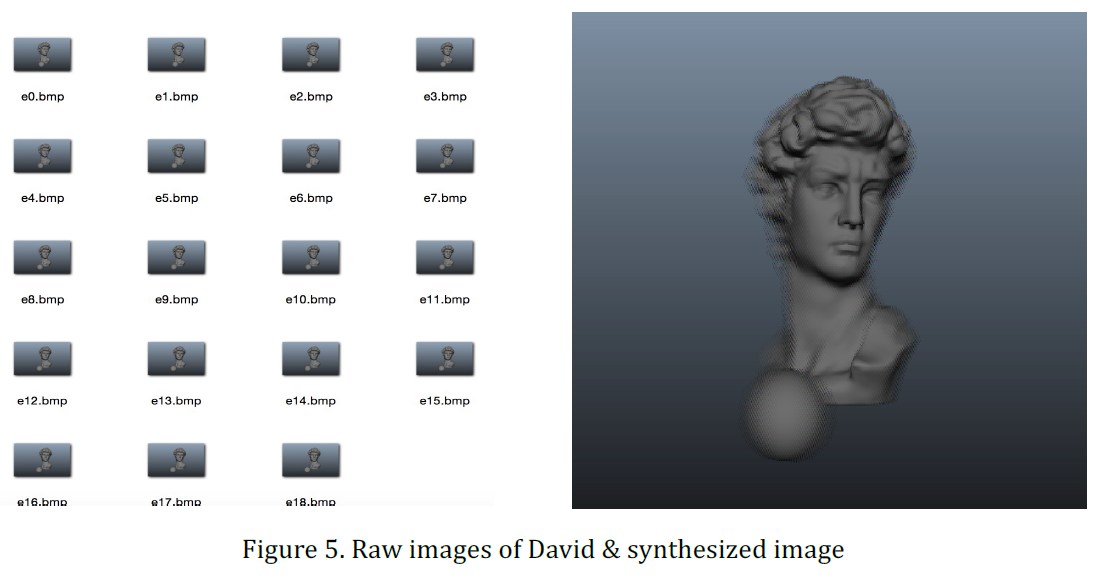 e0.bmp e1.bmp e2.bmp e3.bmp
e4.bmp e5.bmp e6.bmp e7.bmp
e8.bmp e9.bmp e10.bmp e11.bmp
e12.bmp e13.bmp e14.bmp e15.bmp
e16.bmp e17.bmp e18.bmp
Figure 5. Raw images of David & synthesized image